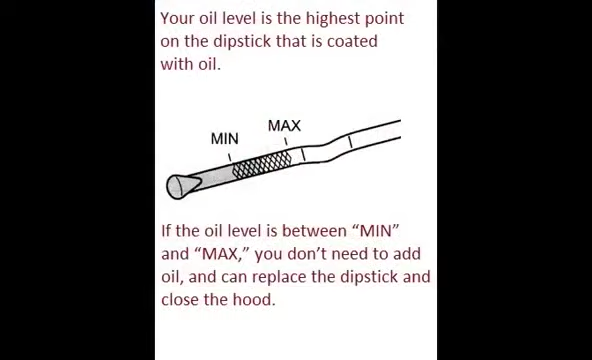 Your oil level is the highest point
on the dipstick that is coated
with oil.
MAX
MIN
If the oil level is between “MIN”
and “MAX,” you don’t need to add
oil, and can replace the dipstick and
close the hood.